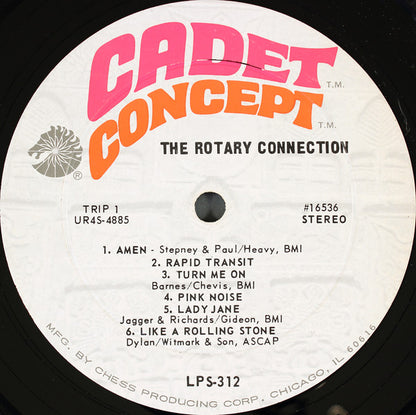 CADET T.M.
CONCEPT T.M.
®
THE ROTARY CONNECTION
TRIP 1
UR4S-4885
#16536
STEREO
1. AMEN - Stepney & Paul/Heavy, BMI
2. RAPID TRANSIT
3. TURN ME ON
Barnes/Chevis, BMI
4. PINK NOISE
5. LADY JANE
Jagger & Richards/Gideon, BMI
6. LIKE A ROLLING STONE
Dylan/Witmark & Son, ASCAP
LPS-312
MFG. BY CHESS PRODUCING CORP., CHICAGO, IL 60616